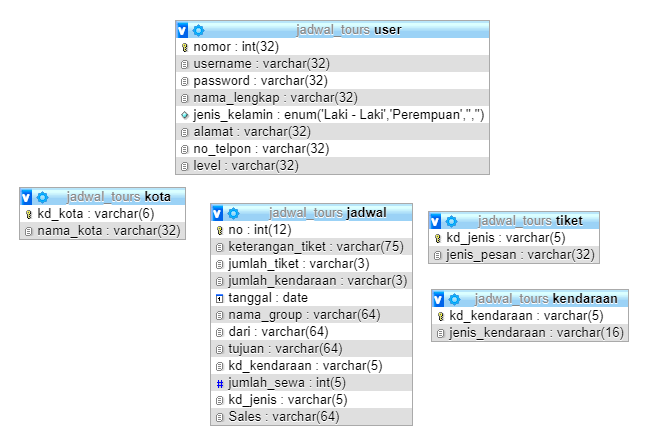 jadwal_tours user
nomor : int(32)
username : varchar(32)
password : varchar(32)
nama_lengkap : varchar(32)
jenis_kelamin : enum('Laki - Laki','Perempuan','','')
alamat : varchar(32)
no_telpon : varchar(32)
level : varchar(32)
jadwal_tours kota
kd_kota : varchar(6)
nama_kota : varchar(32)
jadwal_tours jadwal
no : int(12)
keterangan_tiket : varchar(75)
jumlah_tiket : varchar(3)
jumlah_kendaraan : varchar(3)
tanggal : date
nama_group : varchar(64)
dari : varchar(64)
tujuan : varchar(64)
kd_kendaraan : varchar(5)
# jumlah_sewa : int(5)
kd_jenis : varchar(5)
Sales : varchar(64)
jadwal_tours tiket
kd_jenis : varchar(5)
jenis_pesan : varchar(32)
jadwal_tours kendaraan
kd_kendaraan : varchar(5)
jenis_kendaraan : varchar(16)